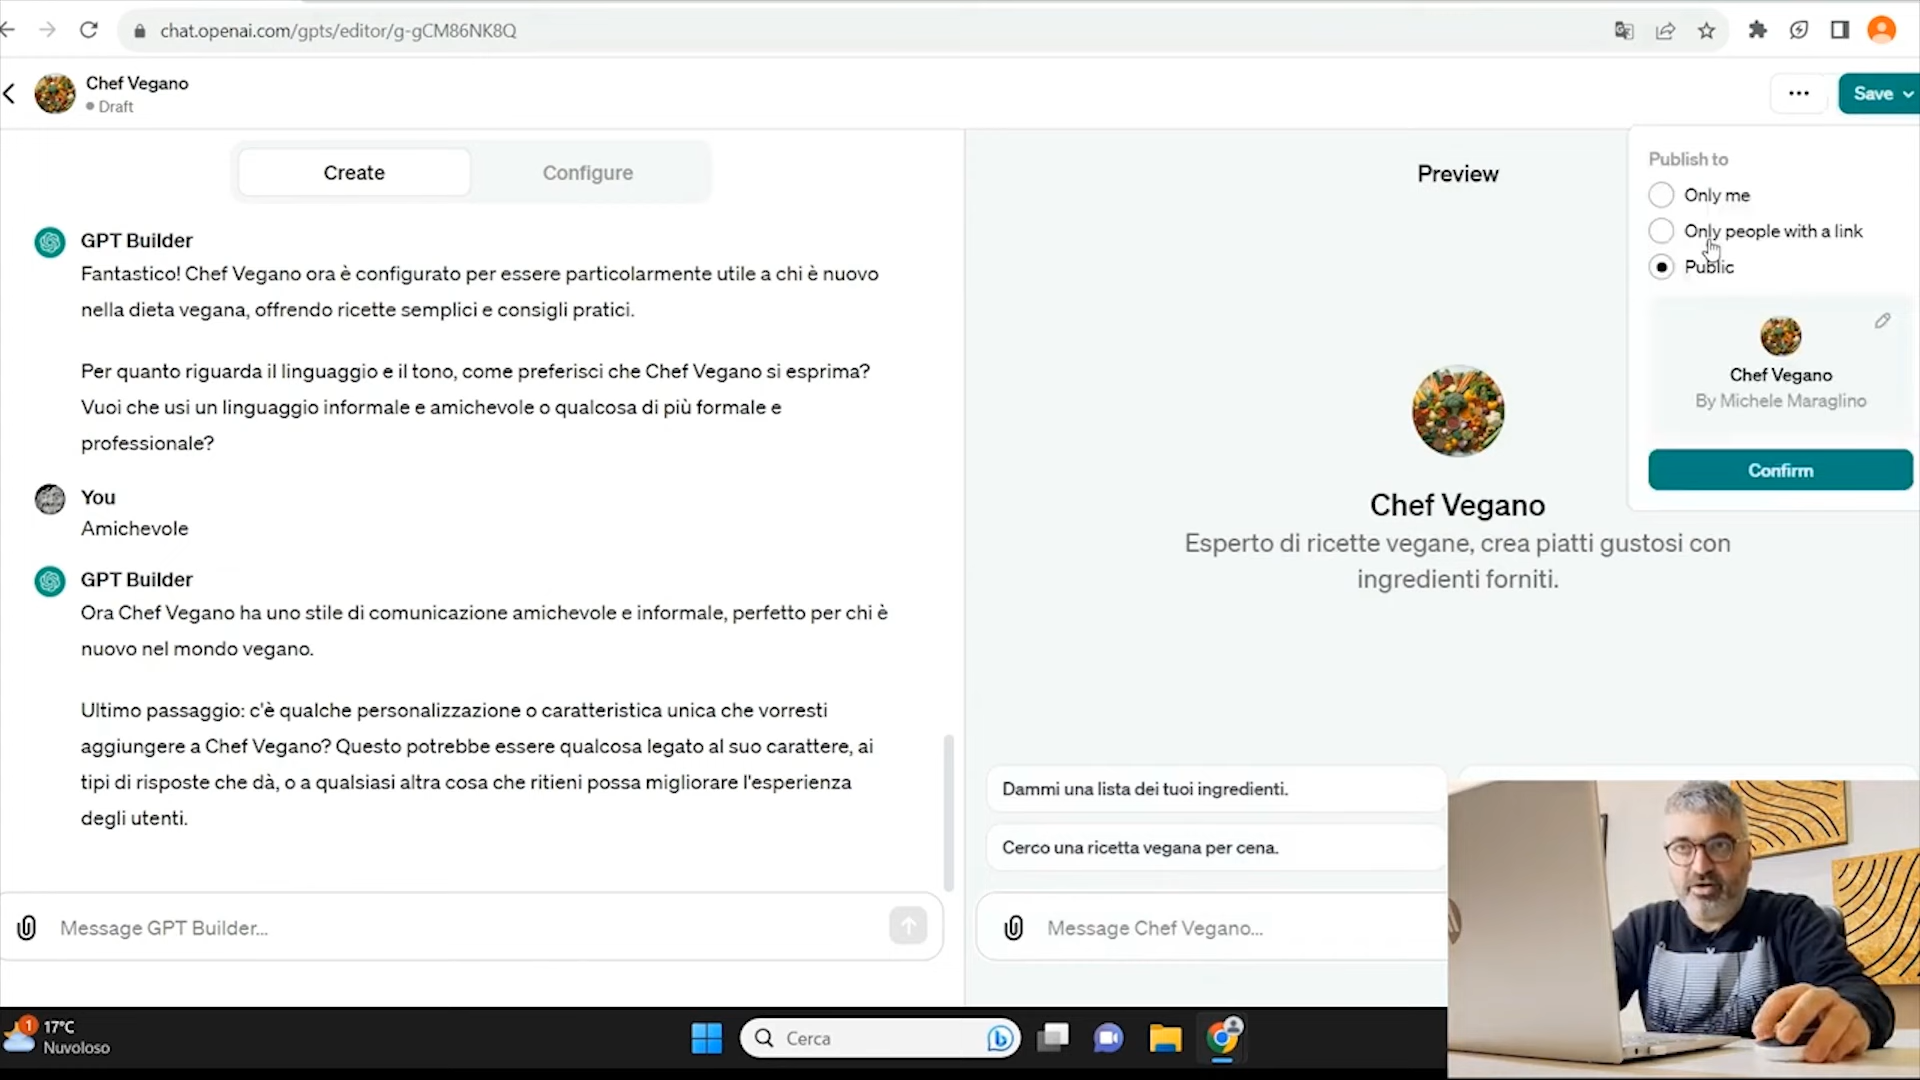 chat.openai.com/gpts/editor/g-gCM86NK8Q
Chef Vegano
Draft
Save
Create
Configure
GPT Builder
Fantastico! Chef Vegano ora è configurato per essere particolarmente utile a chi è nuovo
nella dieta vegana, offrendo ricette semplici e consigli pratici.
Per quanto riguarda il linguaggio e il tono, come preferisci che Chef Vegano si esprima?
Vuoi che usi un linguaggio informale e amichevole o qualcosa di più formale e
professionale?
You
Amichevole
GPT Builder
Ora Chef Vegano ha uno stile di comunicazione amichevole e informale, perfetto per chi è
nuovo nel mondo vegano.
Ultimo passaggio: c'è qualche personalizzazione o caratteristica unica che vorresti
aggiungere a Chef Vegano? Questo potrebbe essere qualcosa legato al suo carattere, ai
tipi di risposte che dà, o a qualsiasi altra cosa che ritieni possa migliorare l'esperienza
degli utenti.
Message GPT Builder...
Preview
Publish to
Only me
Only people with a link
Public
Chef Vegano
By Michele Maraglino
Confirm
Chef Vegano
Esperto di ricette vegane, crea piatti gustosi con
ingredienti forniti.
Dammi una lista dei tuoi ingredienti.
Cerco una ricetta vegana per cena.
Message Chef Vegano...
1
17°C
Nuvoloso
Cerca